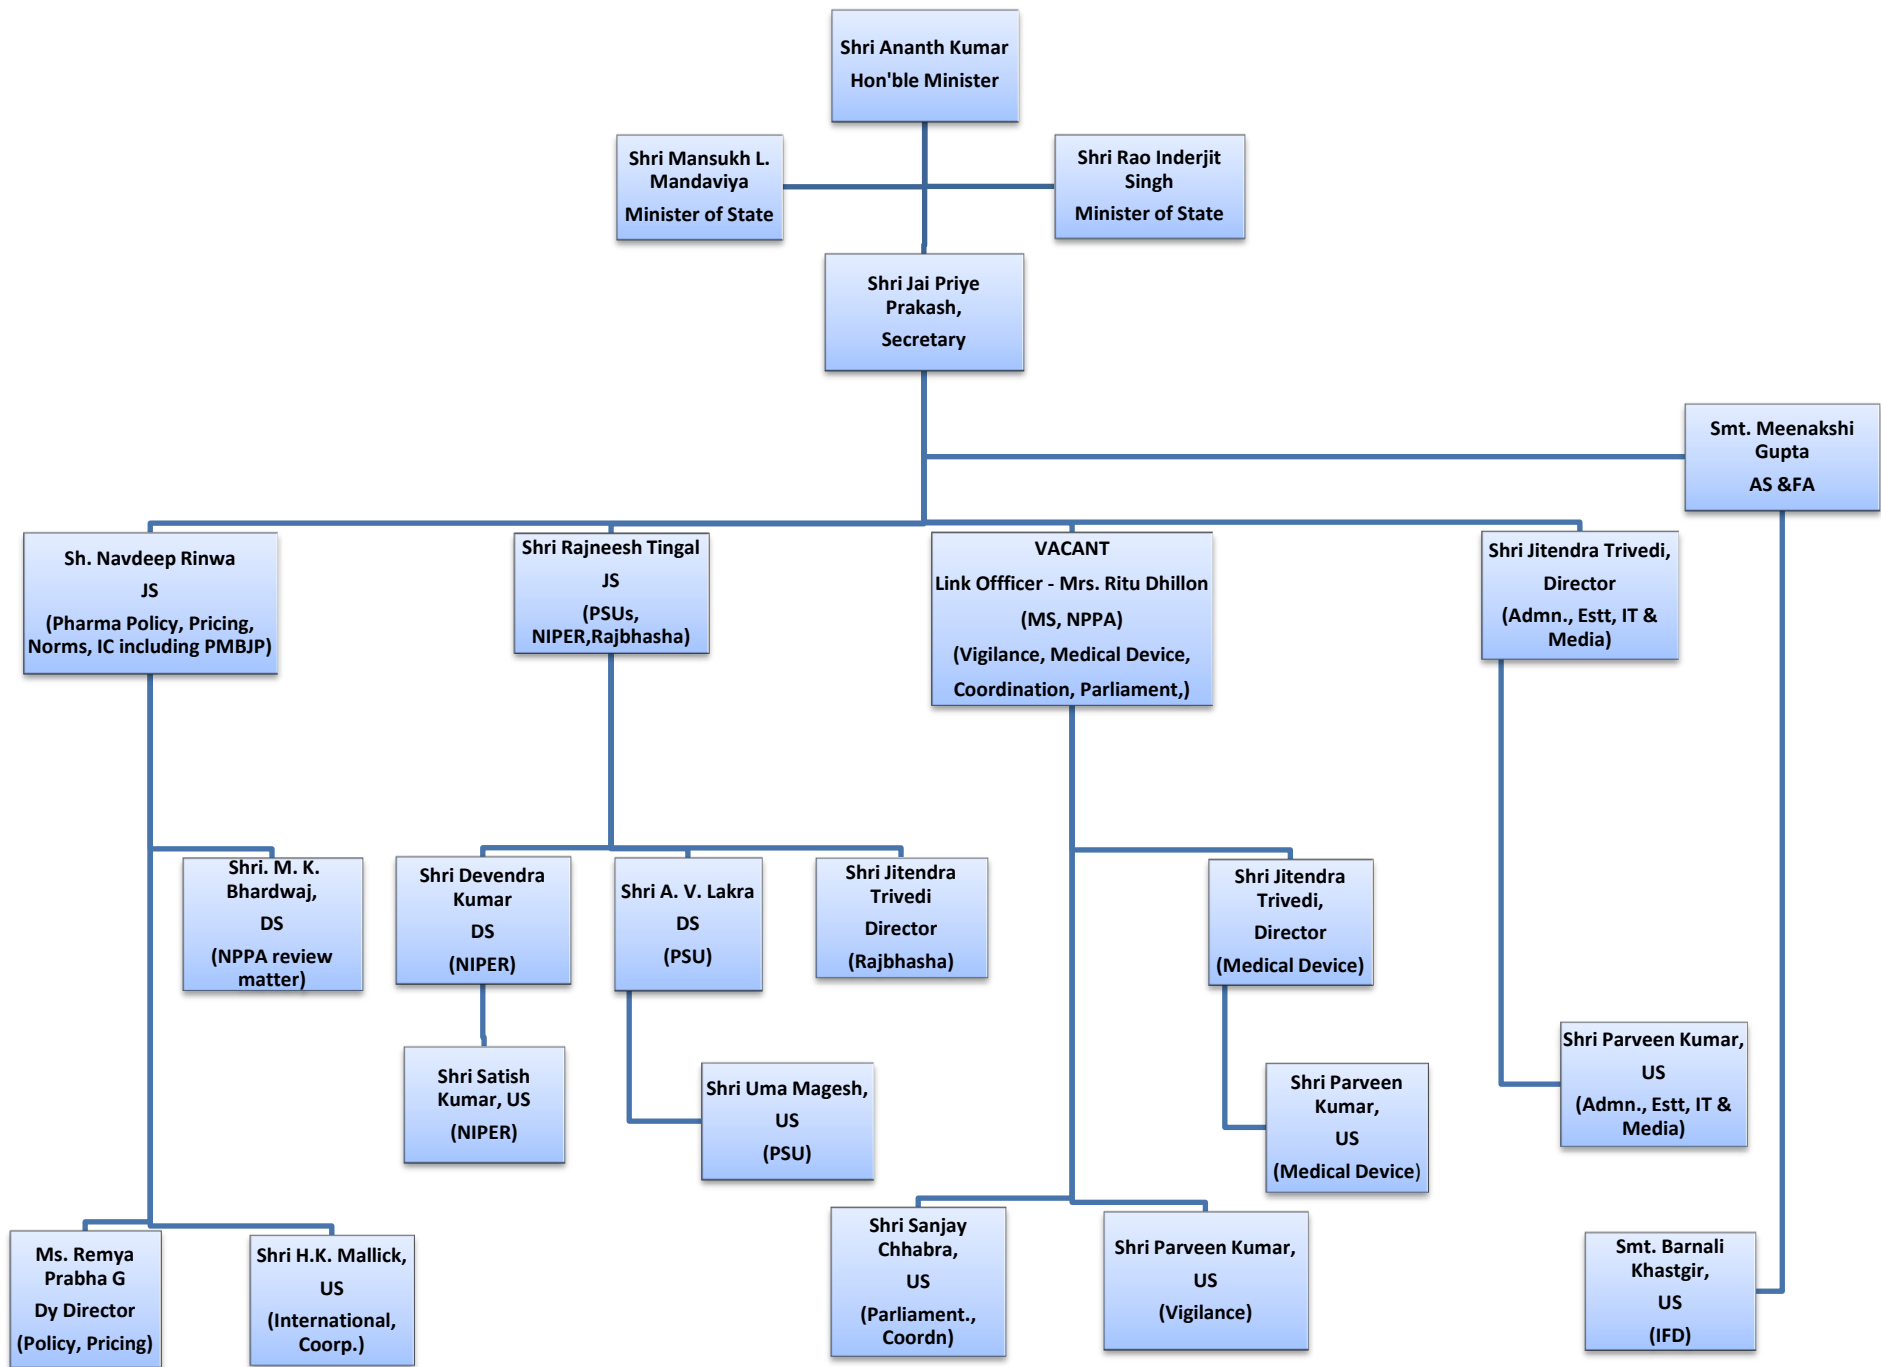 Shri Ananth Kumar
Hon'ble Minister
Shri Mansukh L.
Mandaviya
Minister of State
Shri Rao Inderjit
Singh
Minister of State
Shri Jai Priye
Prakash,
Secretary
Smt. Meenakshi
Gupta
AS &FA
Sh. Navdeep Rinwa
JS
(Pharma Policy, Pricing,
Norms, IC including PMBJP)
Shri Rajneesh Tingal
JS
(PSUs,
NIPER,Rajbhasha)
VACANT
Link Offficer - Mrs. Ritu Dhillon
(MS, NPPA)
(Vigilance, Medical Device,
Coordination, Parliament,)
Shri Jitendra Trivedi,
Director
(Admn., Estt, IT &
Media)
Shri. M. K.
Bhardwaj,
DS
(NPPA review
matter)
Shri Devendra
Kumar
DS
(NIPER)
Shri A. V. Lakra
DS
(PSU)
Shri Jitendra
Trivedi
Director
(Rajbhasha)
Shri Jitendra
Trivedi,
Director
(Medical Device)
Shri Satish
Kumar, US
(NIPER)
Shri Uma Magesh,
US
(PSU)
Shri Parveen
Kumar,
US
(Medical Device)
Shri Parveen Kumar,
US
(Admn., Estt, IT &
Media)
Ms. Remya
Prabha G
Dy Director
(Policy, Pricing)
Shri H.K. Mallick,
US
(International,
Coorp.)
Shri Sanjay
Chhabra,
US
(Parliament.,
Coordn)
Shri Parveen Kumar,
US
(Vigilance)
Smt. Barnali
Khastgir,
US
(IFD)